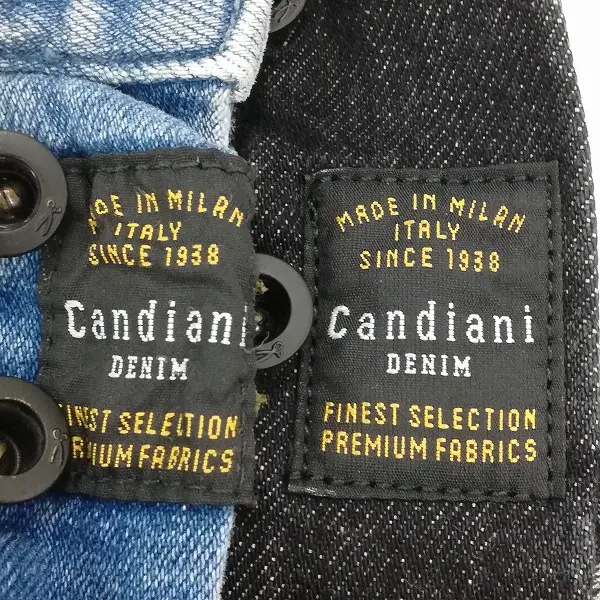 MADE IN MILAN
ITALY
SINCE 1938
Candiani
DENIM
FINEST SELECTION
PREMIUM FABRICS
MADE IN MILAN
ITALY
SINCE 1938
Candiani
DENIM
FINEST SELECTION
PREMIUM FABRICS